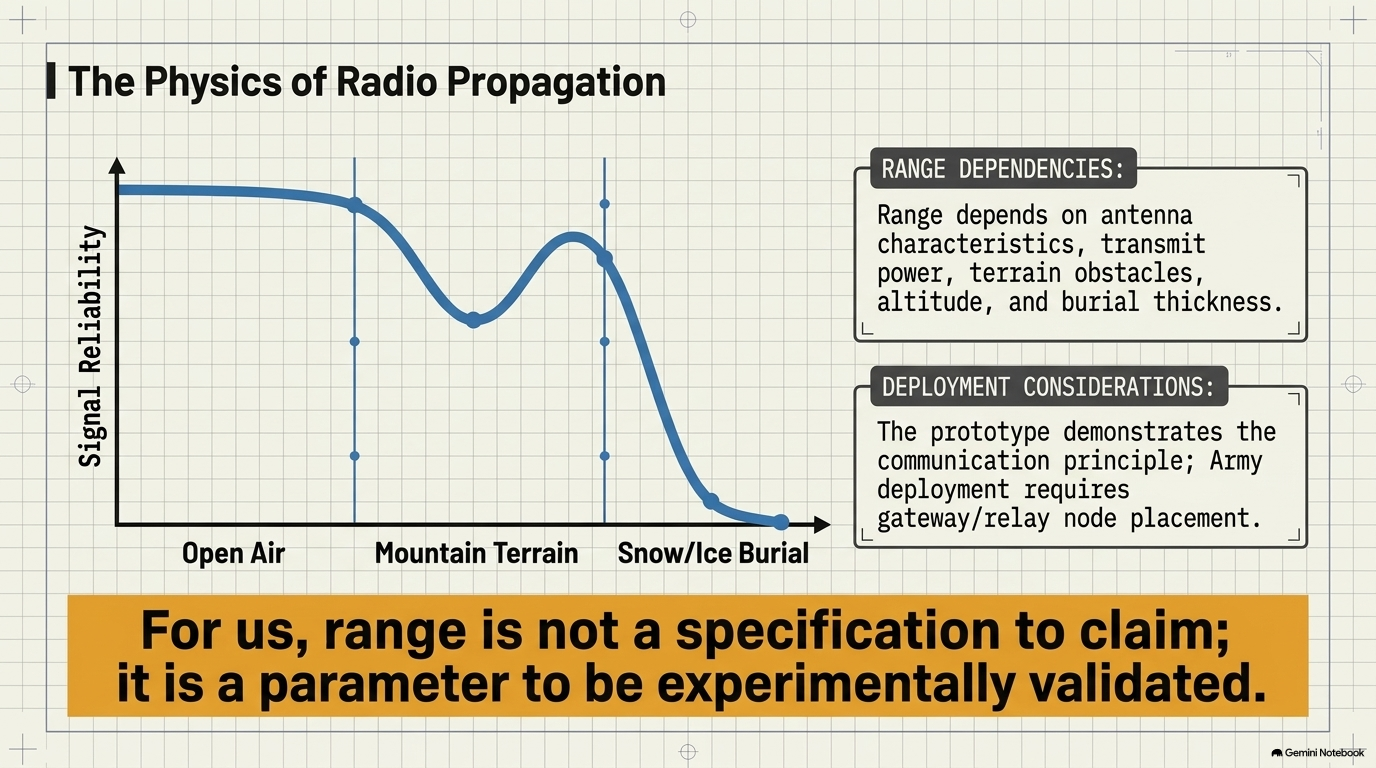 The Physics of Radio Propagation
Signal Reliability
Open Air
Mountain Terrain
Snow/Ice Burial
RANGE DEPENDENCIES:
Range depends on antenna
characteristics, transmit
power, terrain obstacles,
altitude, and burial thickness.
DEPLOYMENT CONSIDERATIONS:
The prototype demonstrates the
communication principle; Army
deployment requires
gateway/relay node placement.
For us, range is not a specification to claim;
it is a parameter to be experimentally validated.
Gemini Notebook